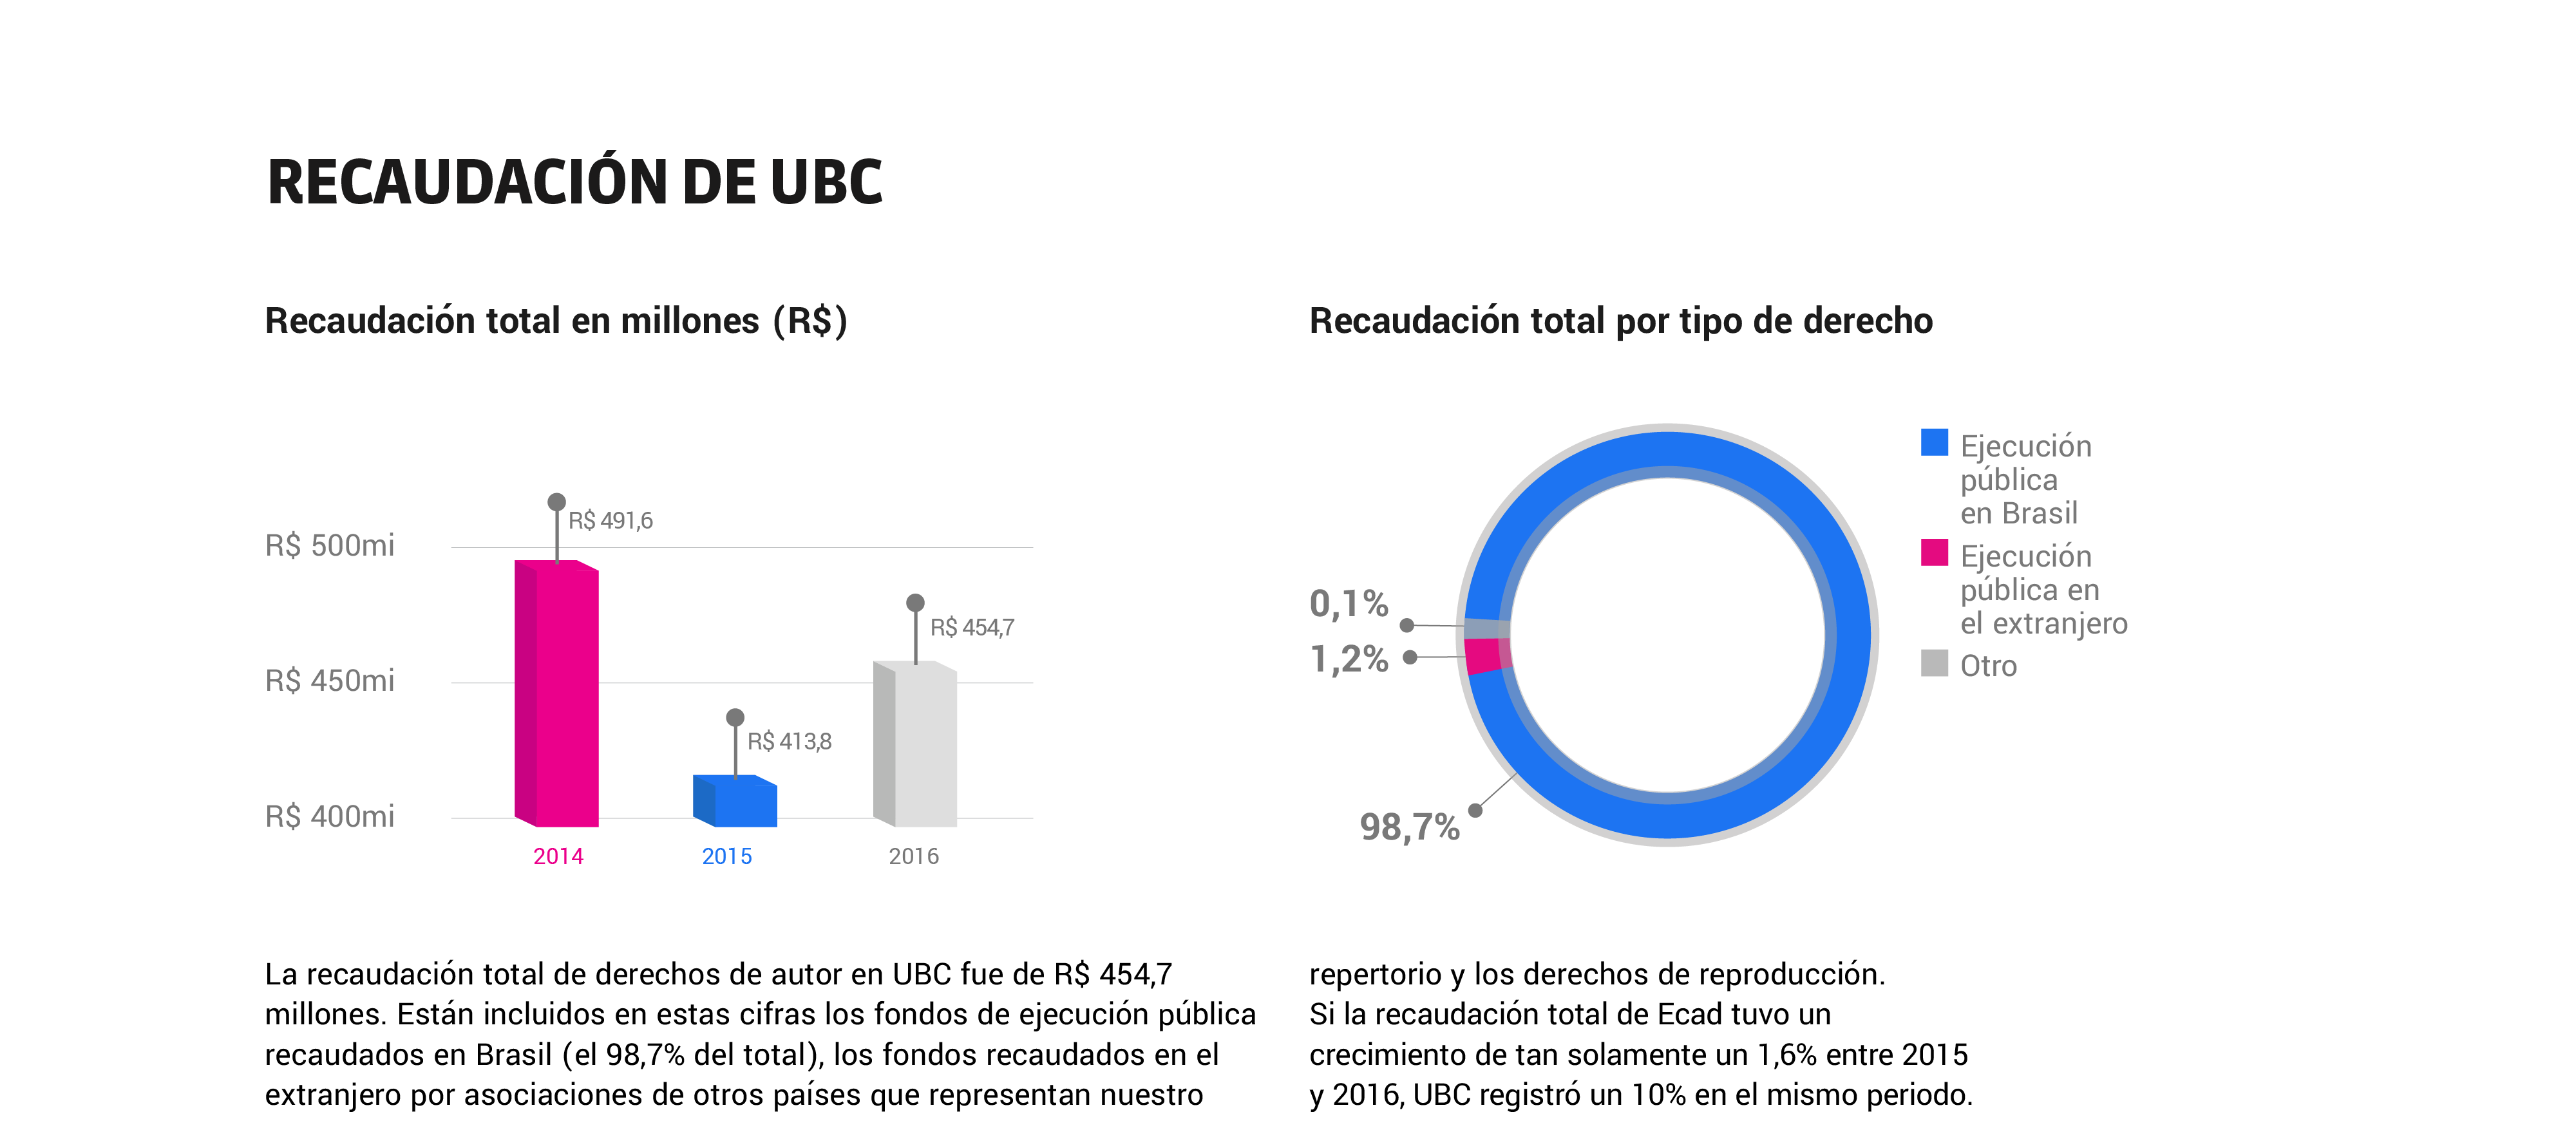 RECAUDACIÓN DE UBC
Recaudación total en millones (R$)
R$ 500mi
R$ 450mi
R$ 400mi
R$ 491,6
R$ 413,8
R$ 454,7
2014
2015
2016
Recaudación total por tipo de derecho
0,1%
1,2%
98,7%
Ejecución
pública
en Brasil
Ejecución
pública en
el extranjero
Otro
La recaudación total de derechos de autor en UBC fue de R$ 454,7
millones. Están incluidos en estas cifras los fondos de ejecución pública
recaudados en Brasil (el 98,7% del total), los fondos recaudados en el
extranjero por asociaciones de otros países que representan nuestro
repertorio y los derechos de reproducción.
Si la recaudación total de Ecad tuvo un
crecimiento de tan solamente un 1,6% entre 2015
y 2016, UBC registró un 10% en el mismo periodo.